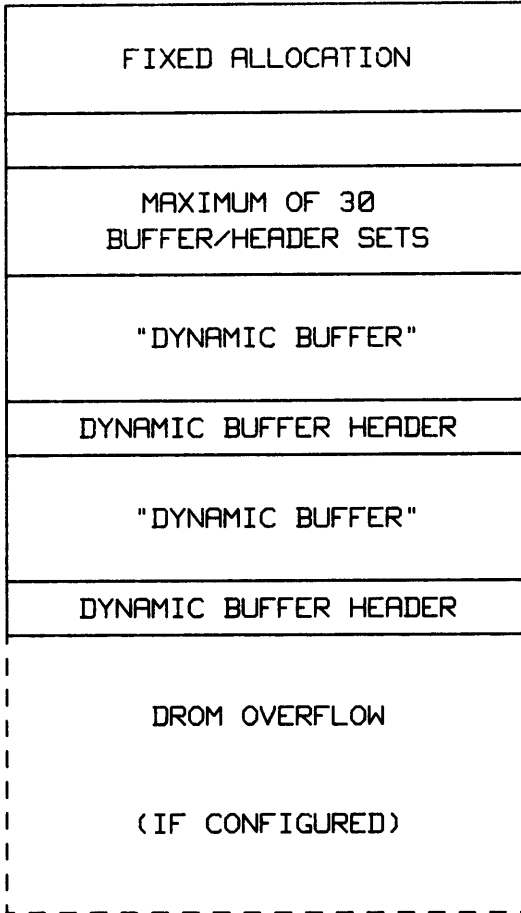 FIXED ALLOCATION
MAXIMUM OF 30
BUFFER/HEADER SETS
"DYNAMIC BUFFER"
DYNAMIC BUFFER HEADER
"DYNAMIC BUFFER"
DYNAMIC BUFFER HEADER
DROM OVERFLOW
(IF CONFIGURED)